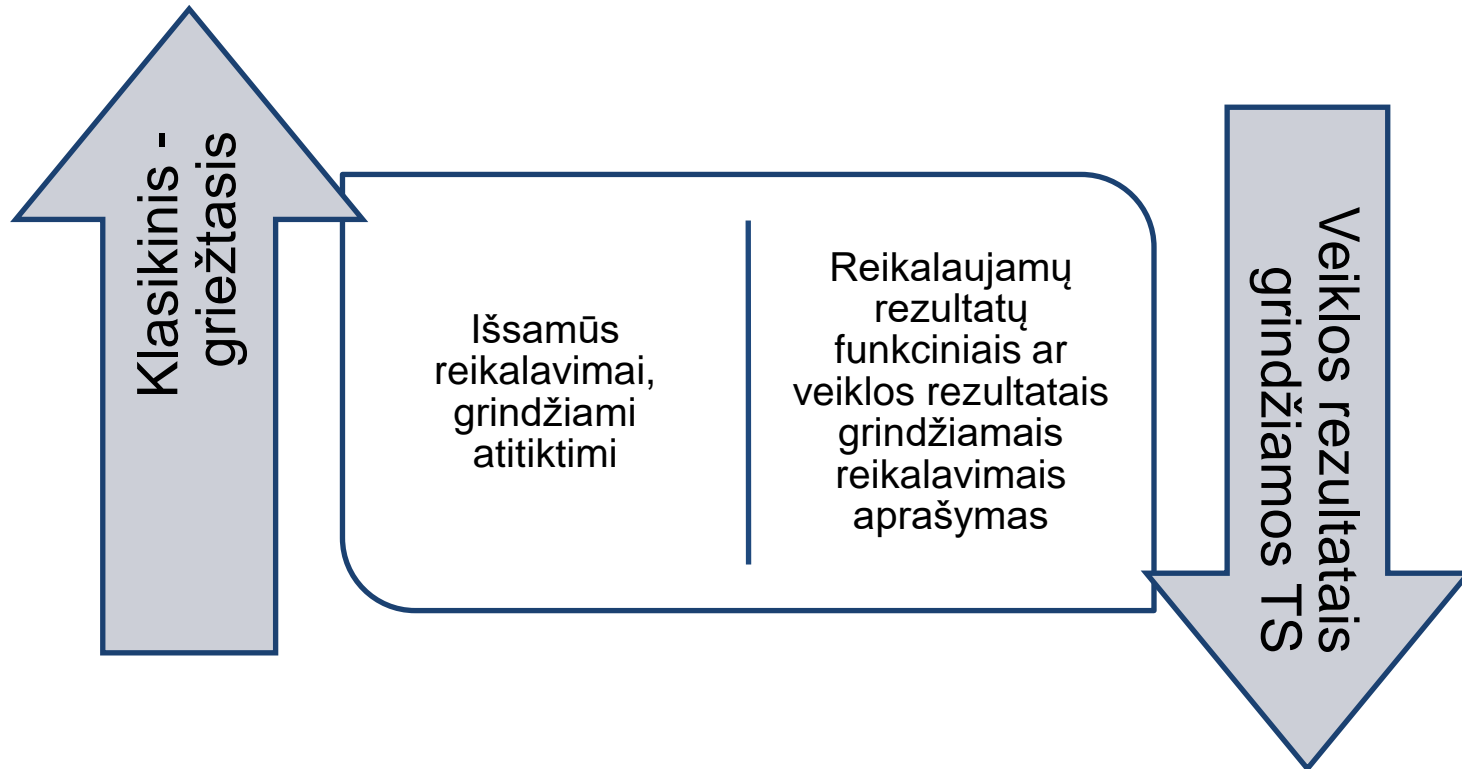 Klasikinis -
griežtasis
Išsamūs
reikalavimai,
grindžiami
atitiktimi
Reikalaujamų
rezultatų
funkciniais ar
veiklos rezultatais
grindžiamais
reikalavimais
aprašymas
Veiklos rezultatais
grindžiamos TS